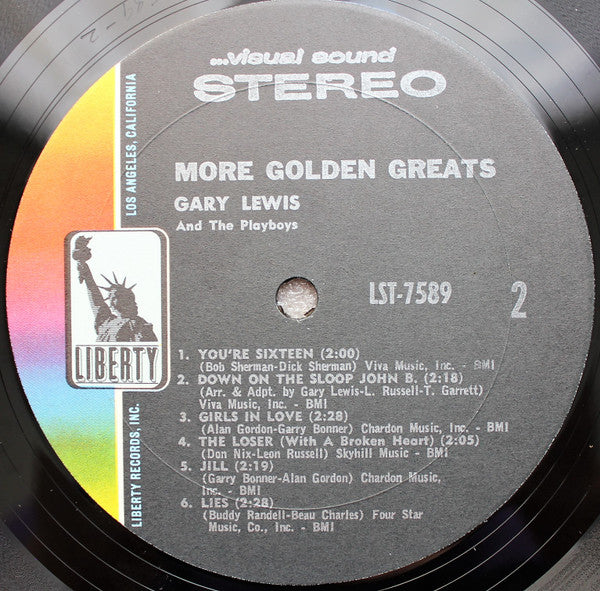 ...visual sound
STEREO
MORE GOLDEN GREATS
GARY LEWIS
And The Playboys
LOS ANGELES, CALIFORNIA
LIBERTY
LIBERTY RECORDS, INC.
LST-7589
2
1. YOU'RE SIXTEEN (2:00)
(Bob Sherman-Dick Sherman) Viva Music, Inc. - BMI
2. DOWN ON THE SLOOP JOHN B. (2:18)
(Arr. & Adpt. by Gary Lewis-L. Russell-T. Garrett)
Viva Music, Inc. - BMI
3. GIRLS IN LOVE (2:28)
(Alan Gordon-Garry Bonner) Chardon Music, Inc. - BMI
4. THE LOSER (With A Broken Heart) (2:05)
(Don Nix-Leon Russell) Skyhill Music - BMI
5. JILL (2:19)
(Garry Bonner-Alan Gordon) Chardon Music,
Inc. - BMI
6. LIES (2:28)
(Buddy Randell-Beau Charles) Four Star
Music, Co., Inc. - BMI